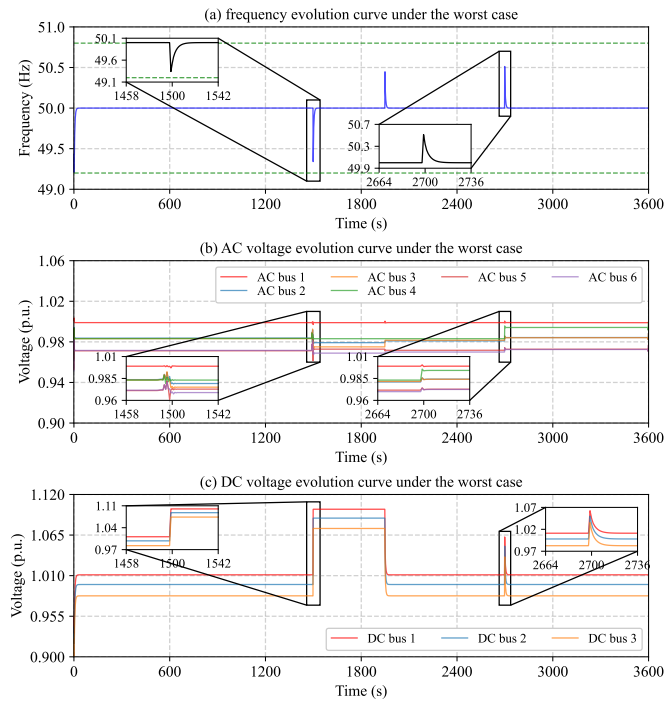 (a) frequency evolution curve under the worst case
Frequency (Hz)
51.0
50.5
50.0
49.5
49.0
50.1
49.6
49.1
1458 1500 1542
50.7
50.3
49.9
2664 2700 2736
0 600 1200 1800 2400 3000 3600
Time (s)
(b) AC voltage evolution curve under the worst case
Voltage (p.u.)
1.06
1.02
0.98
0.94
0.90
AC bus 1 AC bus 3 AC bus 5 AC bus 6
AC bus 2 AC bus 4
1.01
0.985
0.96
1458 1500 1542
1.01
0.985
0.96
2664 2700 2736
0 600 1200 1800 2400 3000 3600
Time (s)
(c) DC voltage evolution curve under the worst case
Voltage (p.u.)
1.120
1.065
1.010
0.955
0.900
1.11
1.04
0.97
1458 1500 1542
1.07
1.02
0.97
2664 2700 2736
DC bus 1 DC bus 2 DC bus 3
0 600 1200 1800 2400 3000 3600
Time (s)